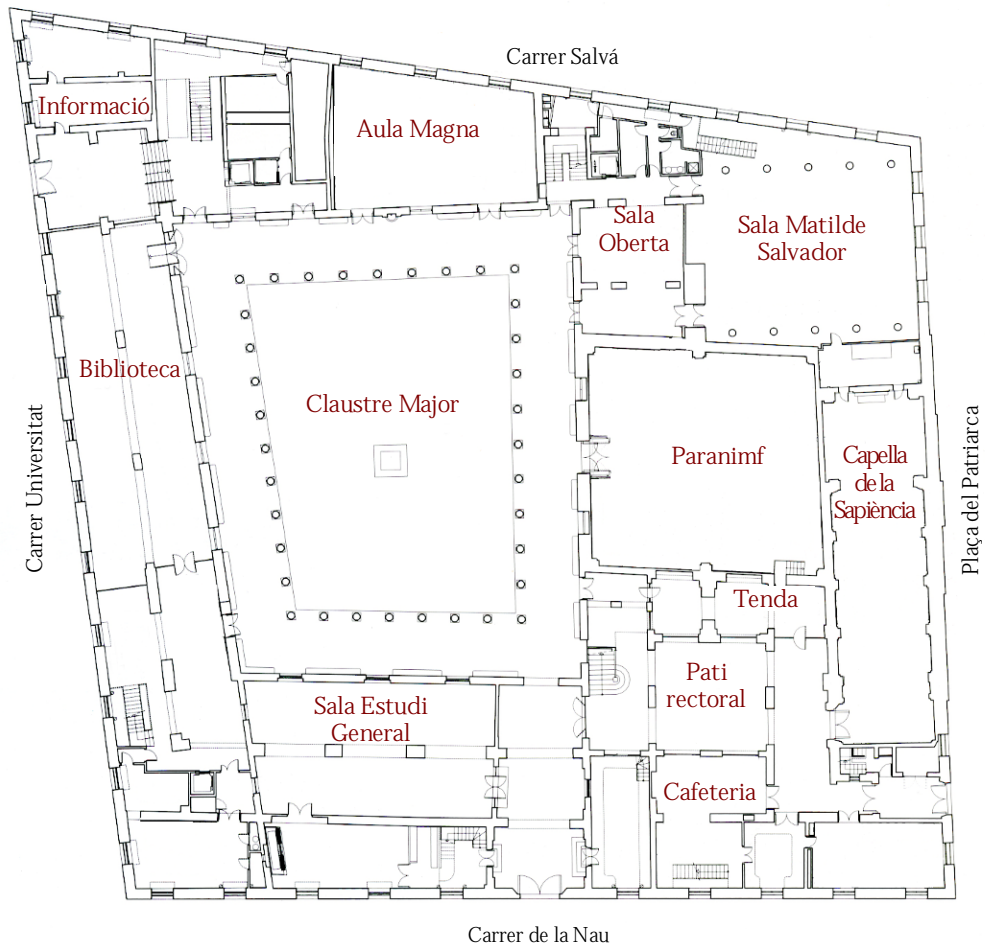 Carrer Salvá
Informació
Aula Magna
Sala
Oberta
Sala Matilde
Salvador
Biblioteca
Claustre Major
Paranimf
Capella
de la
Sapiència
Carrer Universitat
Plaça del Patriarca
Tenda
Pati
rectoral
Sala Estudi
General
Cafeteria
Carrer de la Nau